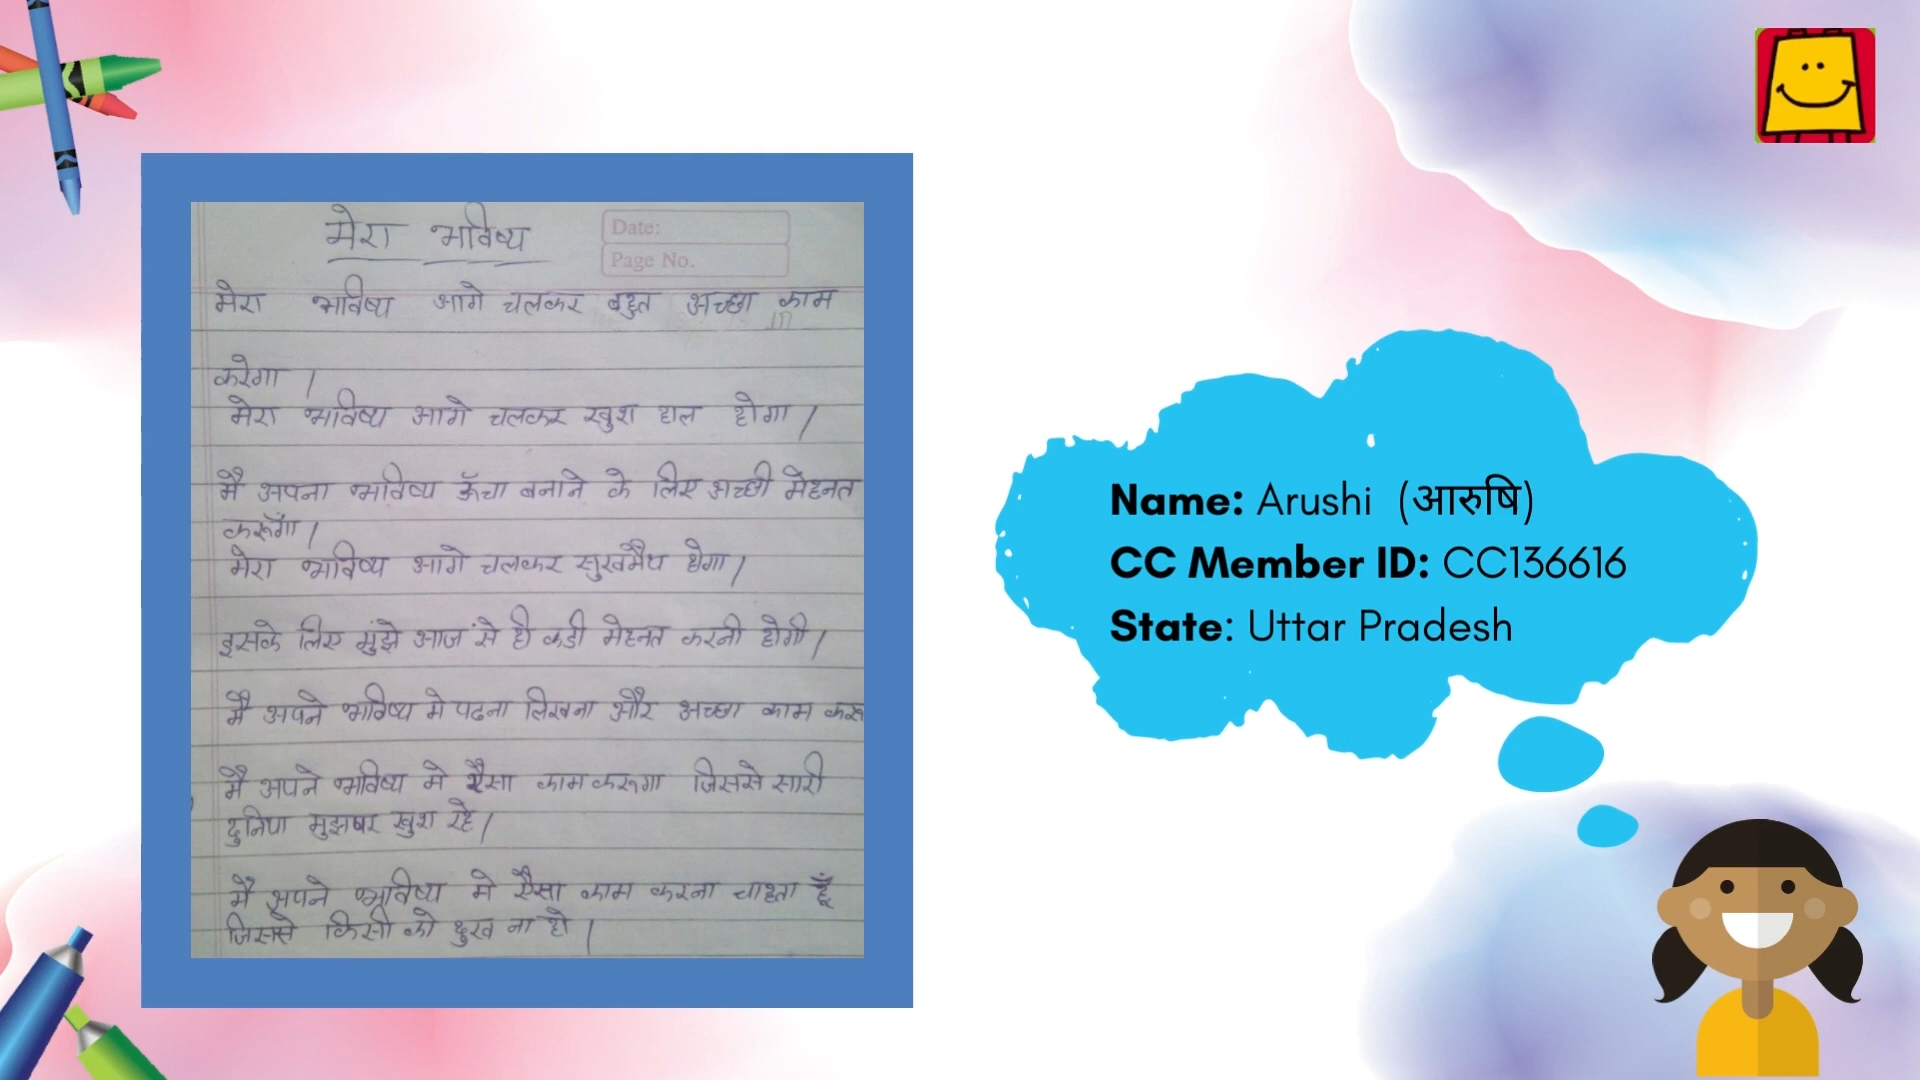 मेरा भविष्य
Date:
Page No.
मेरा भविष्य आगे चलकर बहुत अच्छा काम
करेगा ।
मेरा भविष्य आगे चलकर खुश हाल होगा ।
मै अपना भविष्य ऊँचा बनाने के लिए अच्छी मेहनत
करूँगा ।
मेरा भविष्य आगे चलकर सुखमैय होगा ।
इसके लिए मुंझे आज से ही कडी मेहनत करनी होगी ।
मै अपने भविष्य मे पढना लिखना और अच्छा काम करू
मै अपने भविष्य मे ऐसा काम करूगा जिससे सारी
दुनिया मुझपर खुश रहे ।
मै अपने भविष्य मे ऐसा काम करना चाहता हूँ
जिससे किसी को दुख ना हो ।
Name: Arushi (आरुषि)
CC Member ID: CC136616
State: Uttar Pradesh